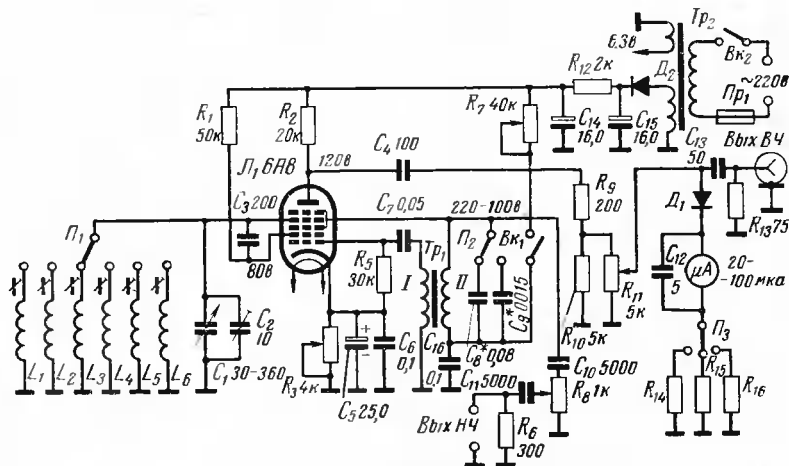 6.3в
Тр₂
Вк₂
~220в
Пр₁
Д₂
R₁₂ 2к
R₁
50к
R₂
20к
R₇ 40к
C₁₄
16,0
C₁₅
16,0
C₁₃
50
Вых ВЧ
Л₁ 6А8
120в
C₄ 100
C₃ 200
C₇ 0,05
220-100в
R₉
200
Д₁
R₁₃ 75
П₁
80в
R₅
30к
Тр₁
I
II
П₂
Вк₁
C₉* 0,0015
C₁₂
5
μА
20-
-100 мка
R₁₁
5к
R₁₀ 5к
C₂
10
C₆
0,1
C₁₆
0,1
C₈* 0,08
П₃
L₁
L₂
L₃
L₄
L₅
L₆
C₁ 30-360
R₃ 4к
C₅ 25,0
C₁₁ 5000
C₁₀ 5000
R₈ 1к
R₁₄
R₁₅
R₁₆
Вых НЧ
R₆
300